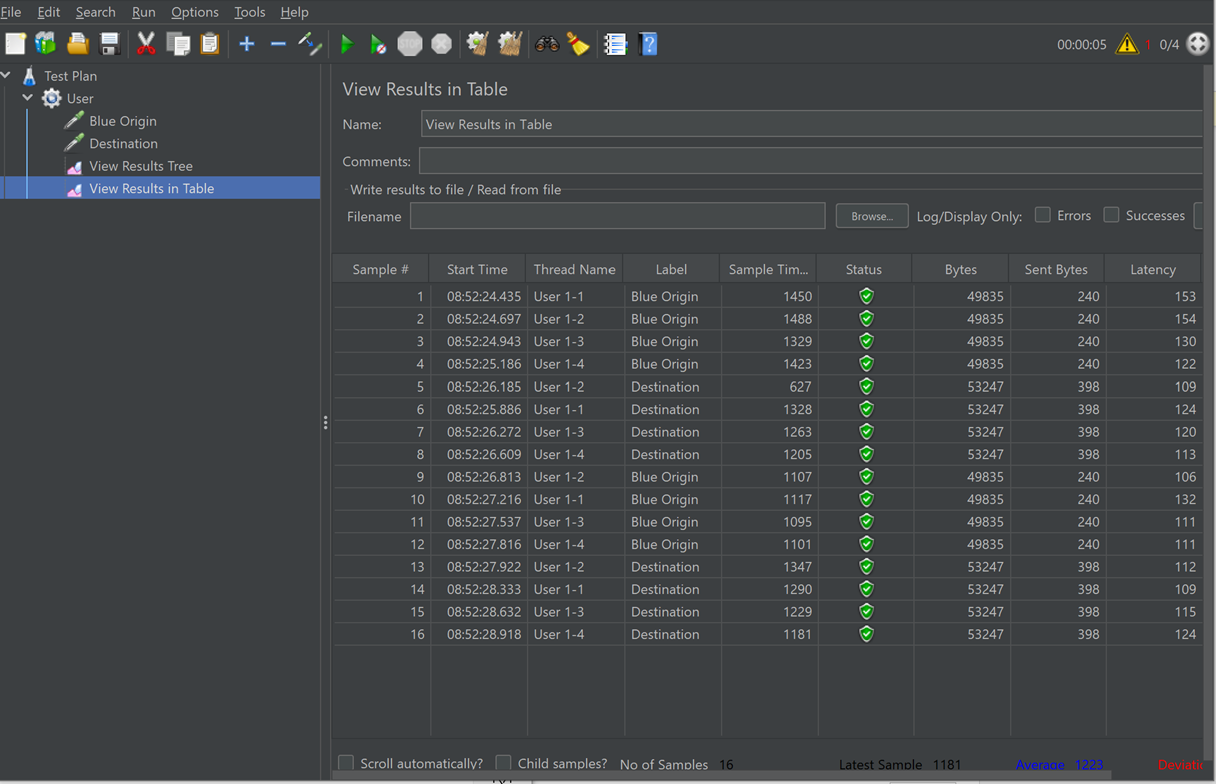 File Edit Search Run Options Tools Help
STOP 00:00:05 1 0/4
Test Plan
User
Blue Origin
Destination
View Results Tree
View Results in Table
View Results in Table
Name: View Results in Table
Comments:
Write results to file / Read from file
Filename Browse... Log/Display Only: Errors Successes
Sample # Start Time Thread Name Label Sample Tim... Status Bytes Sent Bytes Latency
1 08:52:24.435 User 1-1 Blue Origin 1450 49835 240 153
2 08:52:24.697 User 1-2 Blue Origin 1488 49835 240 154
3 08:52:24.943 User 1-3 Blue Origin 1329 49835 240 130
4 08:52:25.186 User 1-4 Blue Origin 1423 49835 240 122
5 08:52:26.185 User 1-2 Destination 627 53247 398 109
6 08:52:25.886 User 1-1 Destination 1328 53247 398 124
7 08:52:26.272 User 1-3 Destination 1263 53247 398 120
8 08:52:26.609 User 1-4 Destination 1205 53247 398 113
9 08:52:26.813 User 1-2 Blue Origin 1107 49835 240 106
10 08:52:27.216 User 1-1 Blue Origin 1117 49835 240 132
11 08:52:27.537 User 1-3 Blue Origin 1095 49835 240 111
12 08:52:27.816 User 1-4 Blue Origin 1101 49835 240 111
13 08:52:27.922 User 1-2 Destination 1347 53247 398 112
14 08:52:28.333 User 1-1 Destination 1290 53247 398 109
15 08:52:28.632 User 1-3 Destination 1229 53247 398 115
16 08:52:28.918 User 1-4 Destination 1181 53247 398 124
Scroll automatically? Child samples? No of Samples 16 Latest Sample 1181 Average 1223 Deviati